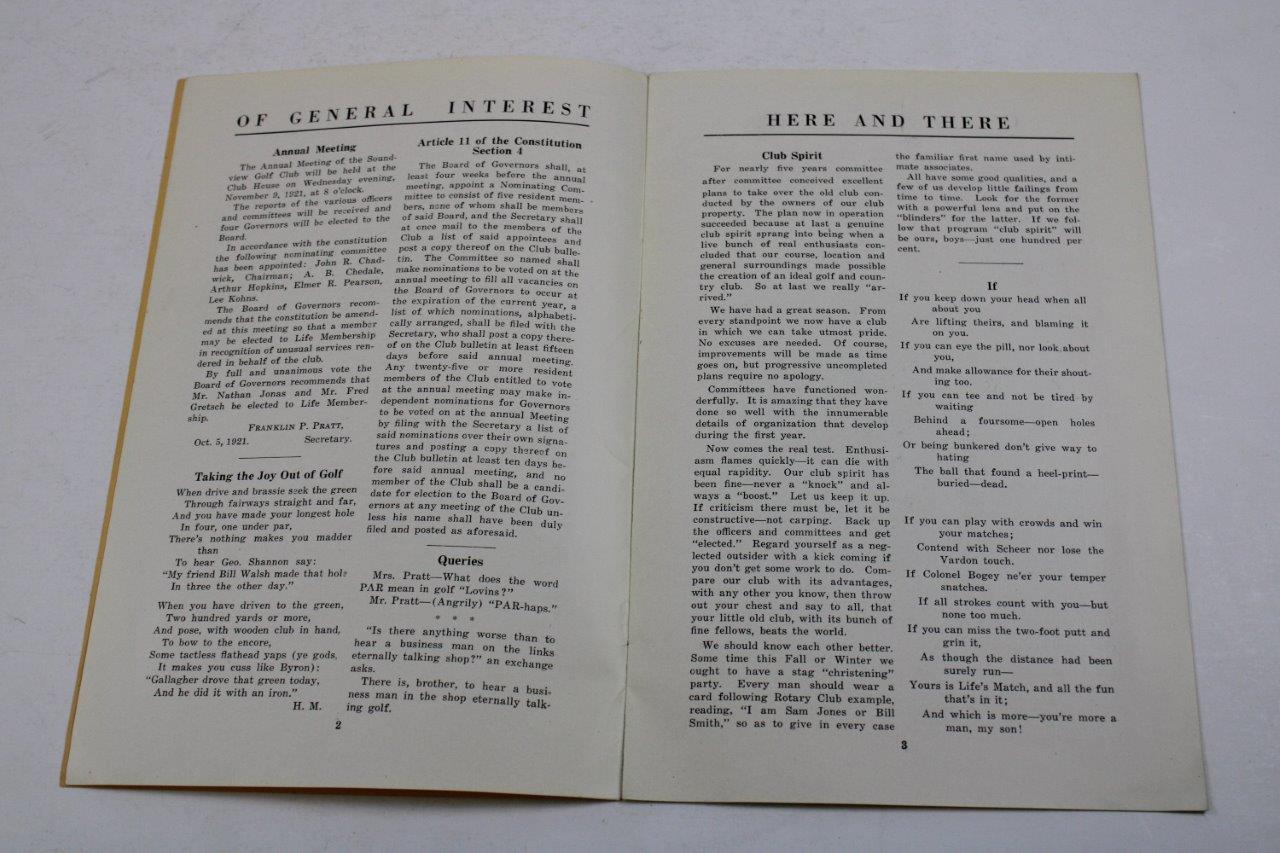 OF GENERAL INTEREST
Annual Meeting
The Annual Meeting of the Sound-
view Golf Club will be held at the
Club House on Wednesday evening,
November 9, 1921, at 8 o'clock.
The reports of the various officers
and committees will be received and
four Governors will be elected to the
Board.
In accordance with the constitution
the following nominating committee
has been appointed: John R. Chad-
wick, Chairman; A. B. Chedale,
Arthur Hopkins, Elmer R. Pearson,
Lee Kohns.
The Board of Governors recom-
mends that the constitution be amend-
ed at this meeting so that a member
may be elected to Life Membership
in recognition of unusual services ren-
dered in behalf of the club.
By full and unanimous vote the
Board of Governors recommends that
Mr. Nathan Jonas and Mr. Fred
Gretsch be elected to Life Member-
ship.
FRANKLIN P. PRATT,
Oct. 5, 1921. Secretary.
Taking the Joy Out of Golf
When drive and brassie seek the green
Through fairways straight and far,
And you have made your longest hole
In four, one under par,
There's nothing makes you madder
than
To hear Geo. Shannon say:
"My friend Bill Walsh made that hole
In three the other day."
When you have driven to the green,
Two hundred yards or more,
And pose, with wooden club in hand,
To bow to the encore,
Some tactless flathead yaps (ye gods,
It makes you cuss like Byron):
"Gallagher drove that green today,
And he did it with an iron."
H. M.
Article 11 of the Constitution
Section 4
The Board of Governors shall, at
least four weeks before the annual
meeting, appoint a Nominating Com-
mittee to consist of five resident mem-
bers, none of whom shall be members
of said Board, and the Secretary shall
at once mail to the members of the
Club a list of said appointees and
post a copy thereof on the Club bulle-
tin. The Committee so named shall
make nominations to be voted on at the
annual meeting to fill all vacancies on
the Board of Governors to occur at
the expiration of the current year, a
list of which nominations, alphabeti-
cally arranged, shall be filed with the
Secretary, who shall post a copy there-
of on the Club bulletin at least fifteen
days before said annual meeting.
Any twenty-five or more resident
members of the Club entitled to vote
at the annual meeting may make in-
dependent nominations for Governors
to be voted on at the annual Meeting
by filing with the Secretary a list of
said nominations over their own signa-
tures and posting a copy thereof on
the Club bulletin at least ten days be-
fore said annual meeting, and no
member of the Club shall be a candi-
date for election to the Board of Gov-
ernors at any meeting of the Club un-
less his name shall have been duly
filed and posted as aforesaid.
Queries
Mrs. Pratt—What does the word
PAR mean in golf "Lovins?"
Mr. Pratt—(Angrily) "PAR-haps."
* * *
"Is there anything worse than to
hear a business man on the links
eternally talking shop?" an exchange
asks.
There is, brother, to hear a busi-
ness man in the shop eternally talk-
ing golf.
2
HERE AND THERE
Club Spirit
For nearly five years committee
after committee conceived excellent
plans to take over the old club con-
ducted by the owners of our club
property. The plan now in operation
succeeded because at last a genuine
club spirit sprang into being when a
live bunch of real enthusiasts con-
cluded that our course, location and
general surroundings made possible
the creation of an ideal golf and coun-
try club. So at last we really "ar-
rived."
We have had a great season. From
every standpoint we now have a club
in which we can take utmost pride.
No excuses are needed. Of course,
improvements will be made as time
goes on, but progressive uncompleted
plans require no apology.
Committees have functioned won-
derfully. It is amazing that they have
done so well with the innumerable
details of organization that develop
during the first year.
Now comes the real test. Enthusi-
asm flames quickly—it can die with
equal rapidity. Our club spirit has
been fine—never a "knock" and al-
ways a "boost." Let us keep it up.
If criticism there must be, let it be
constructive—not carping. Back up
the officers and committees and get
"elected." Regard yourself as a neg-
lected outsider with a kick coming if
you don't get some work to do. Com-
pare our club with its advantages,
with any other you know, then throw
out your chest and say to all, that
your little old club, with its bunch of
fine fellows, beats the world.
We should know each other better.
Some time this Fall or Winter we
ought to have a stag "christening"
party. Every man should wear a
card following Rotary Club example,
reading, "I am Sam Jones or Bill
Smith," so as to give in every case
the familiar first name used by inti-
mate associates.
All have some good qualities, and a
few of us develop little failings from
time to time. Look for the former
with a powerful lens and put on the
"blinders" for the latter. If we fol-
low that program "club spirit" will
be ours, boys—just one hundred per
cent.
If
If you keep down your head when all
about you
Are lifting theirs, and blaming it
on you.
If you can eye the pill, nor look about
you,
And make allowance for their shout-
ing too.
If you can tee and not be tired by
waiting
Behind a foursome—open holes
ahead;
Or being bunkered don't give way to
hating
The ball that found a heel-print—
buried—dead.
If you can play with crowds and win
your matches;
Contend with Scheer nor lose the
Vardon touch.
If Colonel Bogey ne'er your temper
snatches.
If all strokes count with you—but
none too much.
If you can miss the two-foot putt and
grin it,
As though the distance had been
surely run—
Yours is Life's Match, and all the fun
that's in it;
And which is more—you're more a
man, my son!
3